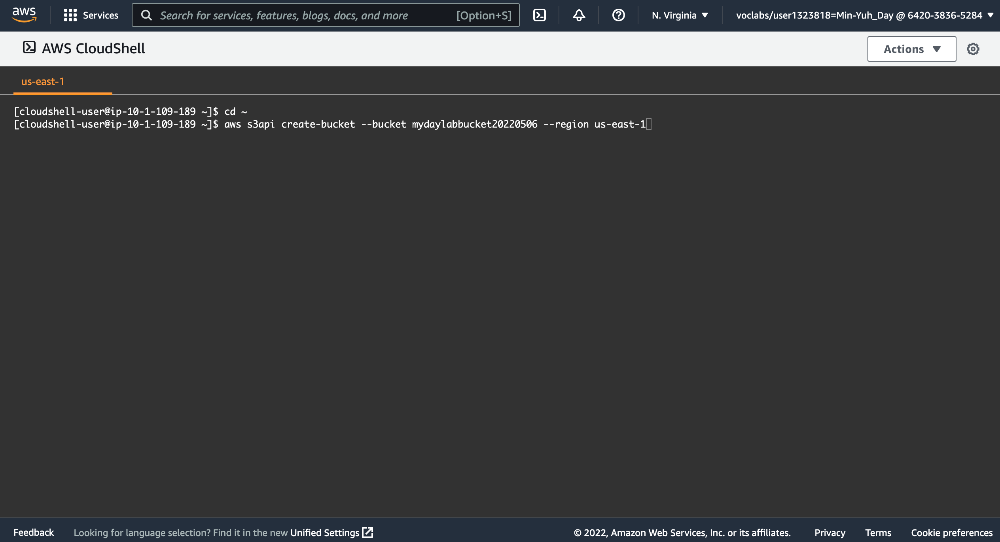 aws Services Search for services, features, blogs, docs, and more [Option+S] N. Virginia voclabs/user1323818=Min-Yuh_Day @ 6420-3836-5284
AWS CloudShell Actions
us-east-1
[cloudshell-user@ip-10-1-109-189 ~]$ cd ~
[cloudshell-user@ip-10-1-109-189 ~]$ aws s3api create-bucket --bucket mydaylabbucket20220506 --region us-east-1
Feedback Looking for language selection? Find it in the new Unified Settings © 2022, Amazon Web Services, Inc. or its affiliates. Privacy Terms Cookie preferences